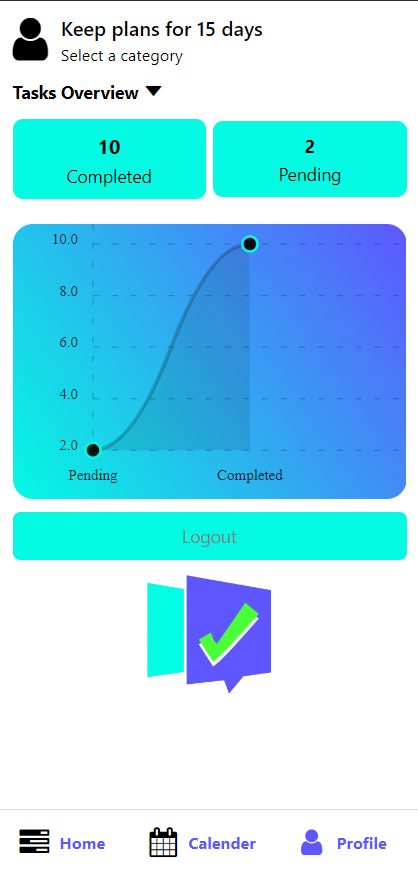 Keep plans for 15 days
Select a category
Tasks Overview
10
Completed
2
Pending
10.0
8.0
6.0
4.0
2.0
Pending
Completed
Logout
Home
Calender
Profile